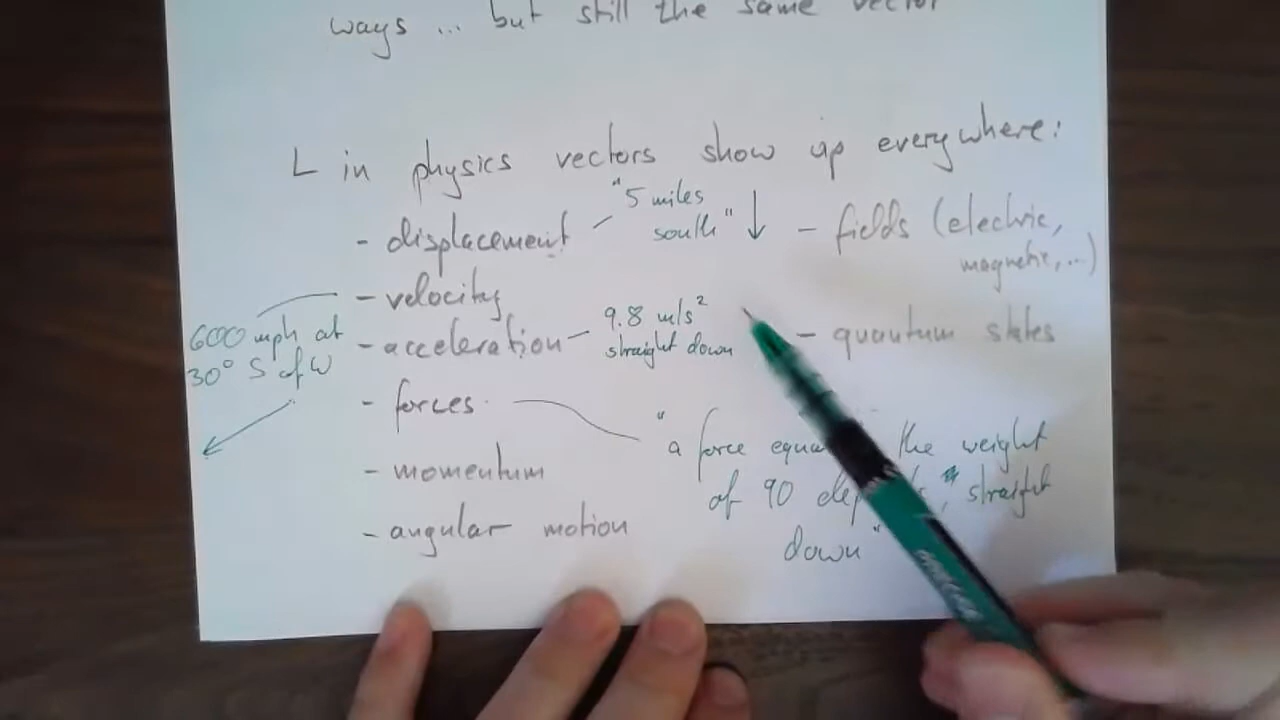 ways ... but still the same vector
L in physics vectors show up everywhere:
- displacement
"5 miles
south"
- velocity
600 mph at
30° S of W
- acceleration
9.8 m/s²
straight down
- forces
"a force the weight
of 90 straight
down"
- momentum
- angular motion
- fields (electric,
magnetic,...)
- quantum states